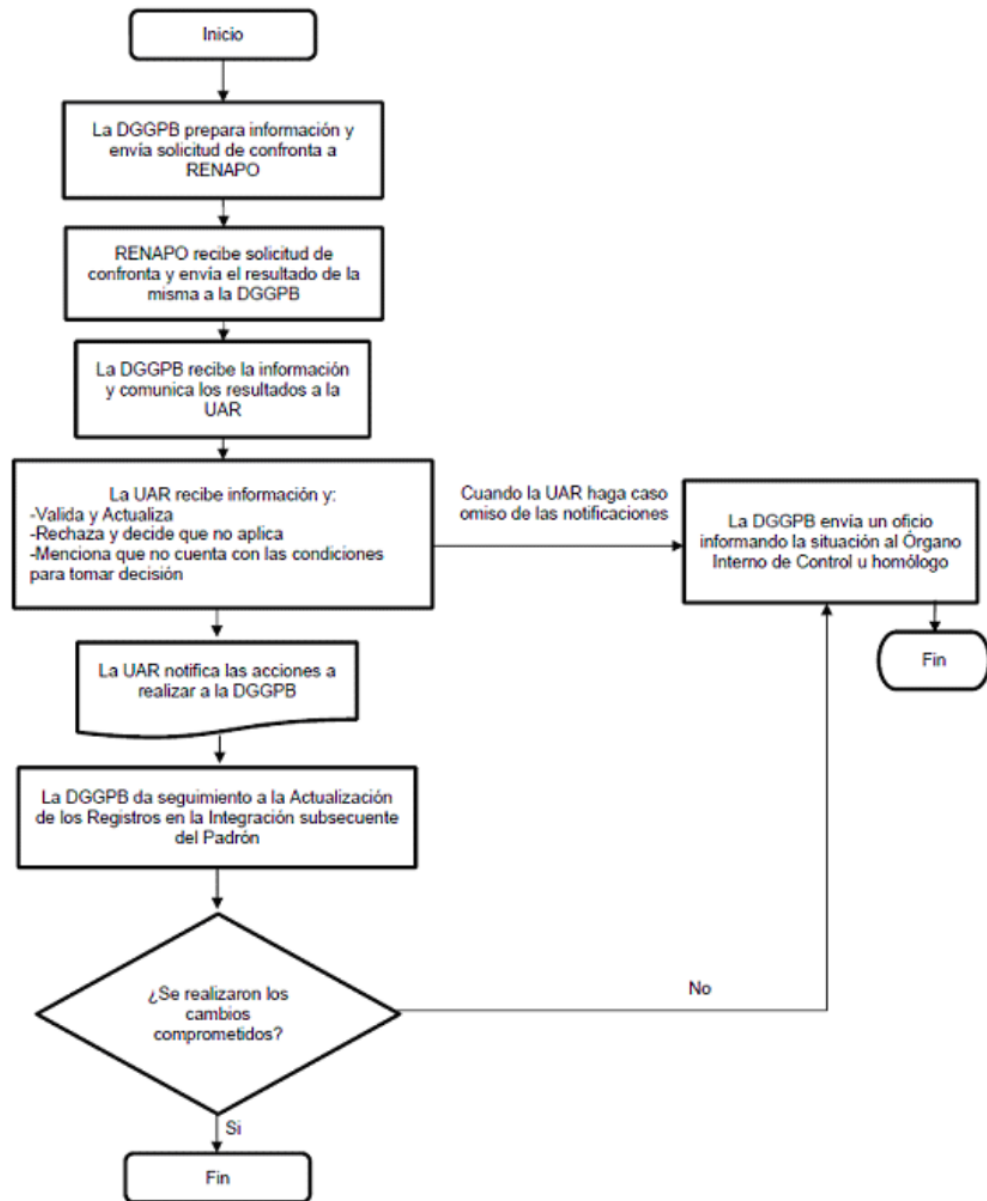 Inicio
La DGGPB prepara información y
envía solicitud de confronta a
RENAPO
RENAPO recibe solicitud de
confronta y envía el resultado de la
misma a la DGGPB
La DGGPB recibe la información
y comunica los resultados a la
UAR
La UAR recibe información y:
-Valida y Actualiza
-Rechaza y decide que no aplica
-Menciona que no cuenta con las condiciones
para tomar decisión
Cuando la UAR haga caso
omiso de las notificaciones
La DGGPB envía un oficio
informando la situación al Órgano
Interno de Control u homólogo
Fin
La UAR notifica las acciones a
realizar a la DGGPB
La DGGPB da seguimiento a la Actualización
de los Registros en la Integración subsecuente
del Padrón
¿Se realizaron los
cambios
comprometidos?
No
Si
Fin